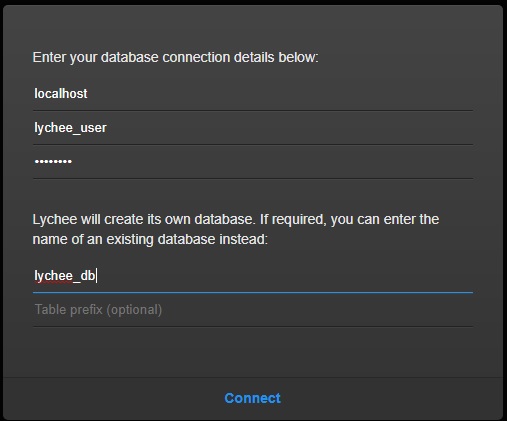 Enter your database connection details below:
localhost
lychee_user
••••••••
Lychee will create its own database. If required, you can enter the
name of an existing database instead:
lychee_db
Table prefix (optional)
Connect